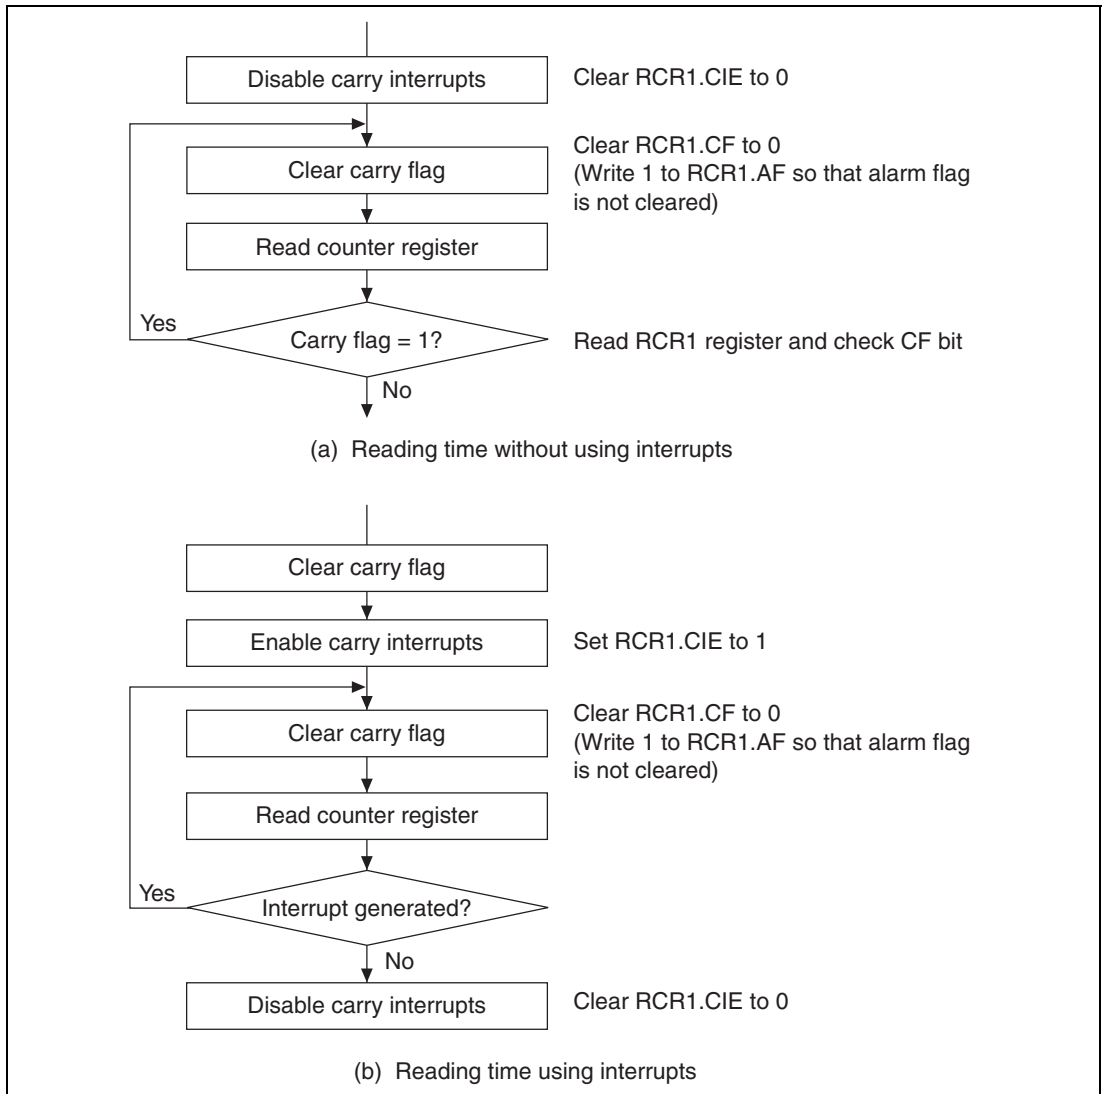 Disable carry interrupts
Clear RCR1.CIE to 0
Clear carry flag
Clear RCR1.CF to 0
(Write 1 to RCR1.AF so that alarm flag
is not cleared)
Read counter register
Yes
Carry flag = 1?
Read RCR1 register and check CF bit
No
(a) Reading time without using interrupts
Clear carry flag
Enable carry interrupts
Set RCR1.CIE to 1
Clear carry flag
Clear RCR1.CF to 0
(Write 1 to RCR1.AF so that alarm flag
is not cleared)
Read counter register
Yes
Interrupt generated?
No
Disable carry interrupts
Clear RCR1.CIE to 0
(b) Reading time using interrupts